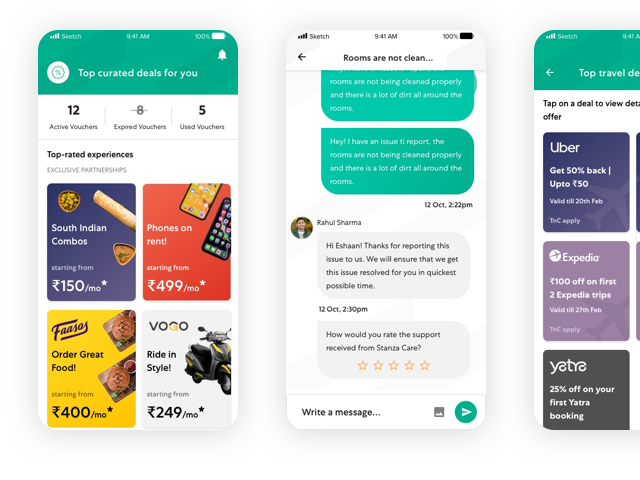 Sketch 9:41 AM 100%
Top curated deals for you
12 8 5
Active Vouchers Expired Vouchers Used Vouchers
Top-rated experiences
EXCLUSIVE PARTNERSHIPS
South Indian
Combos
starting from
₹150/mo*
Phones on
rent!
starting from
₹499/mo*
Faasos
Order Great
Food!
starting from
₹400/mo*
VOGO
Ride in
Style!
starting from
₹249/mo*
Sketch 9:41 AM 100%
Rooms are not clean...
rooms are not being cleaned properly
and there is a lot of dirt all around the
rooms.
Hey! I have an issue ti report, the
rooms are not being cleaned properly
and there is a lot of dirt all around the
rooms.
12 Oct, 2:22pm
Rahul Sharma
Hi Eshaan! Thanks for reporting this
issue to us. We will ensure that we get
this issue resolved for you in quickest
possible time.
12 Oct, 2:30pm
How would you rate the support
received from Stanza Care?
Write a message...
Sketch 9:41 A
Top travel de
Tap on a deal to view deta
offer
Uber
Get 50% back |
Upto ₹50
Valid till 20th Feb
TnC apply
Expedia
₹100 off on first
2 Expedia trips
Valid till 27th Feb
TnC apply
yatra
25% off on your
first Yatra
booking